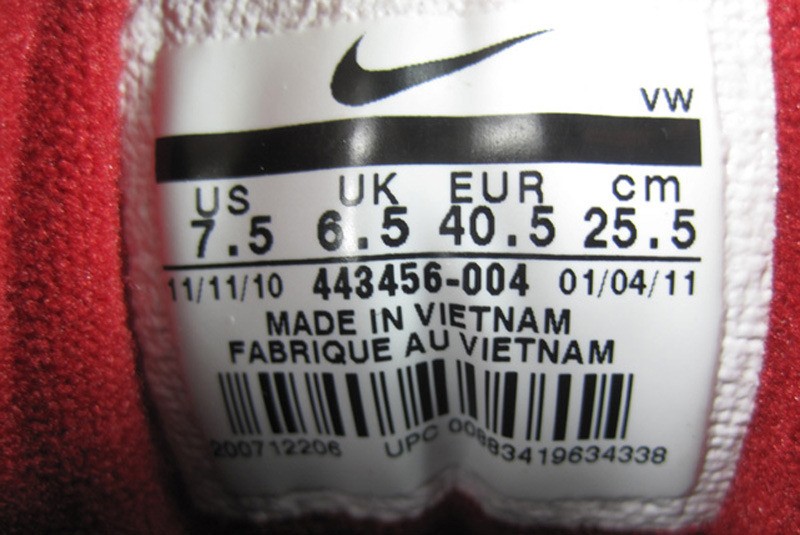 VW
US UK EUR cm
7.5 6.5 40.5 25.5
11/11/10 443456-004 01/04/11
MADE IN VIETNAM
FABRIQUE AU VIETNAM
200712206 UPC 00883419634338